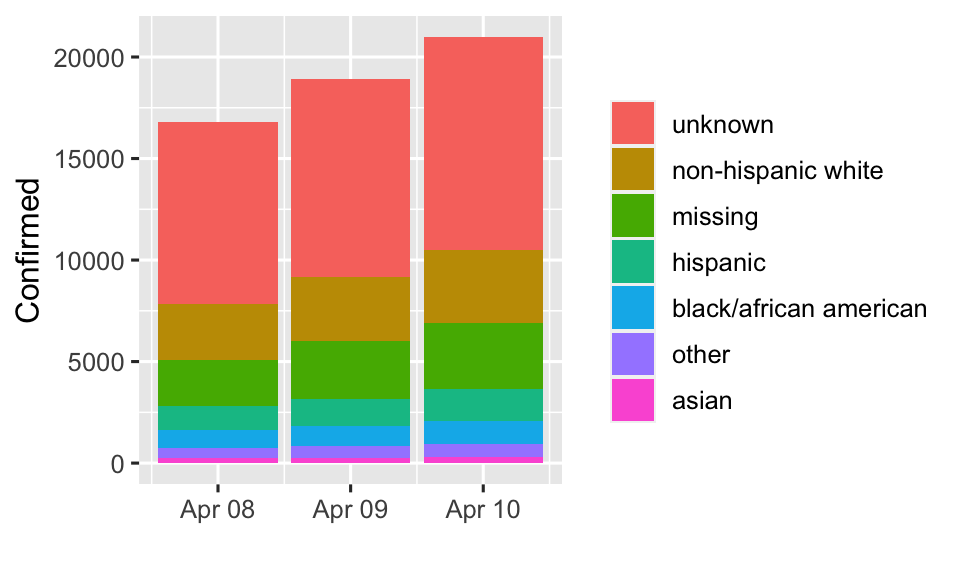 Confirmed
20000
15000
10000
5000
0
Apr 08 Apr 09 Apr 10
unknown
non-hispanic white
missing
hispanic
black/african american
other
asian